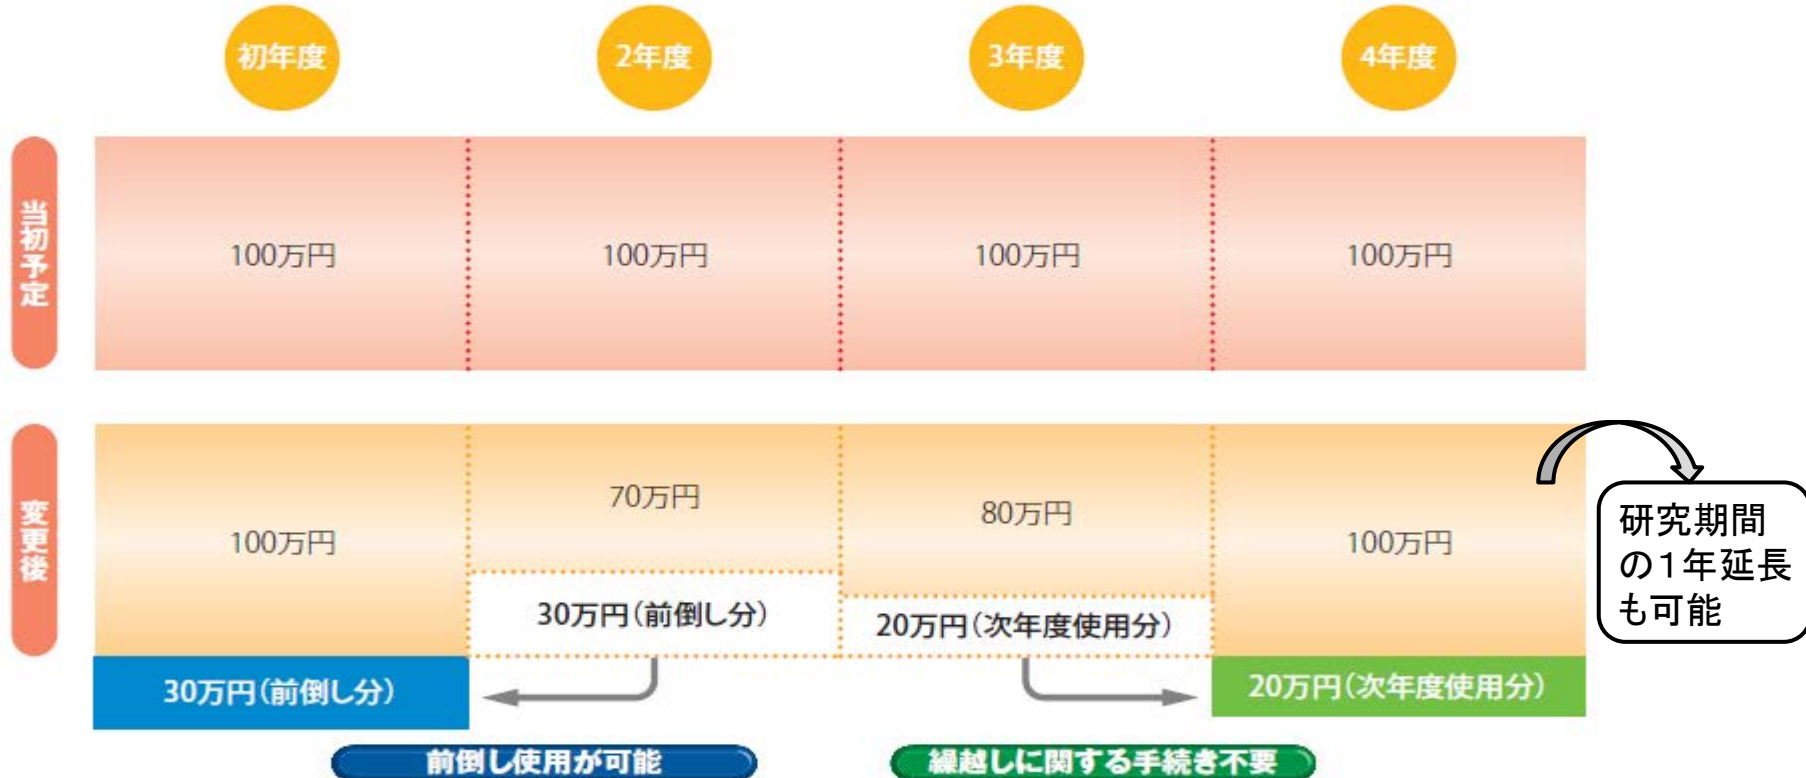 初年度
2年度
3年度
4年度
当初予定
100万円
100万円
100万円
100万円
変更後
100万円
70万円
80万円
100万円
30万円(前倒し分)
20万円(次年度使用分)
30万円(前倒し分)
20万円(次年度使用分)
研究期間
の1年延長
も可能
前倒し使用が可能
繰越しに関する手続き不要